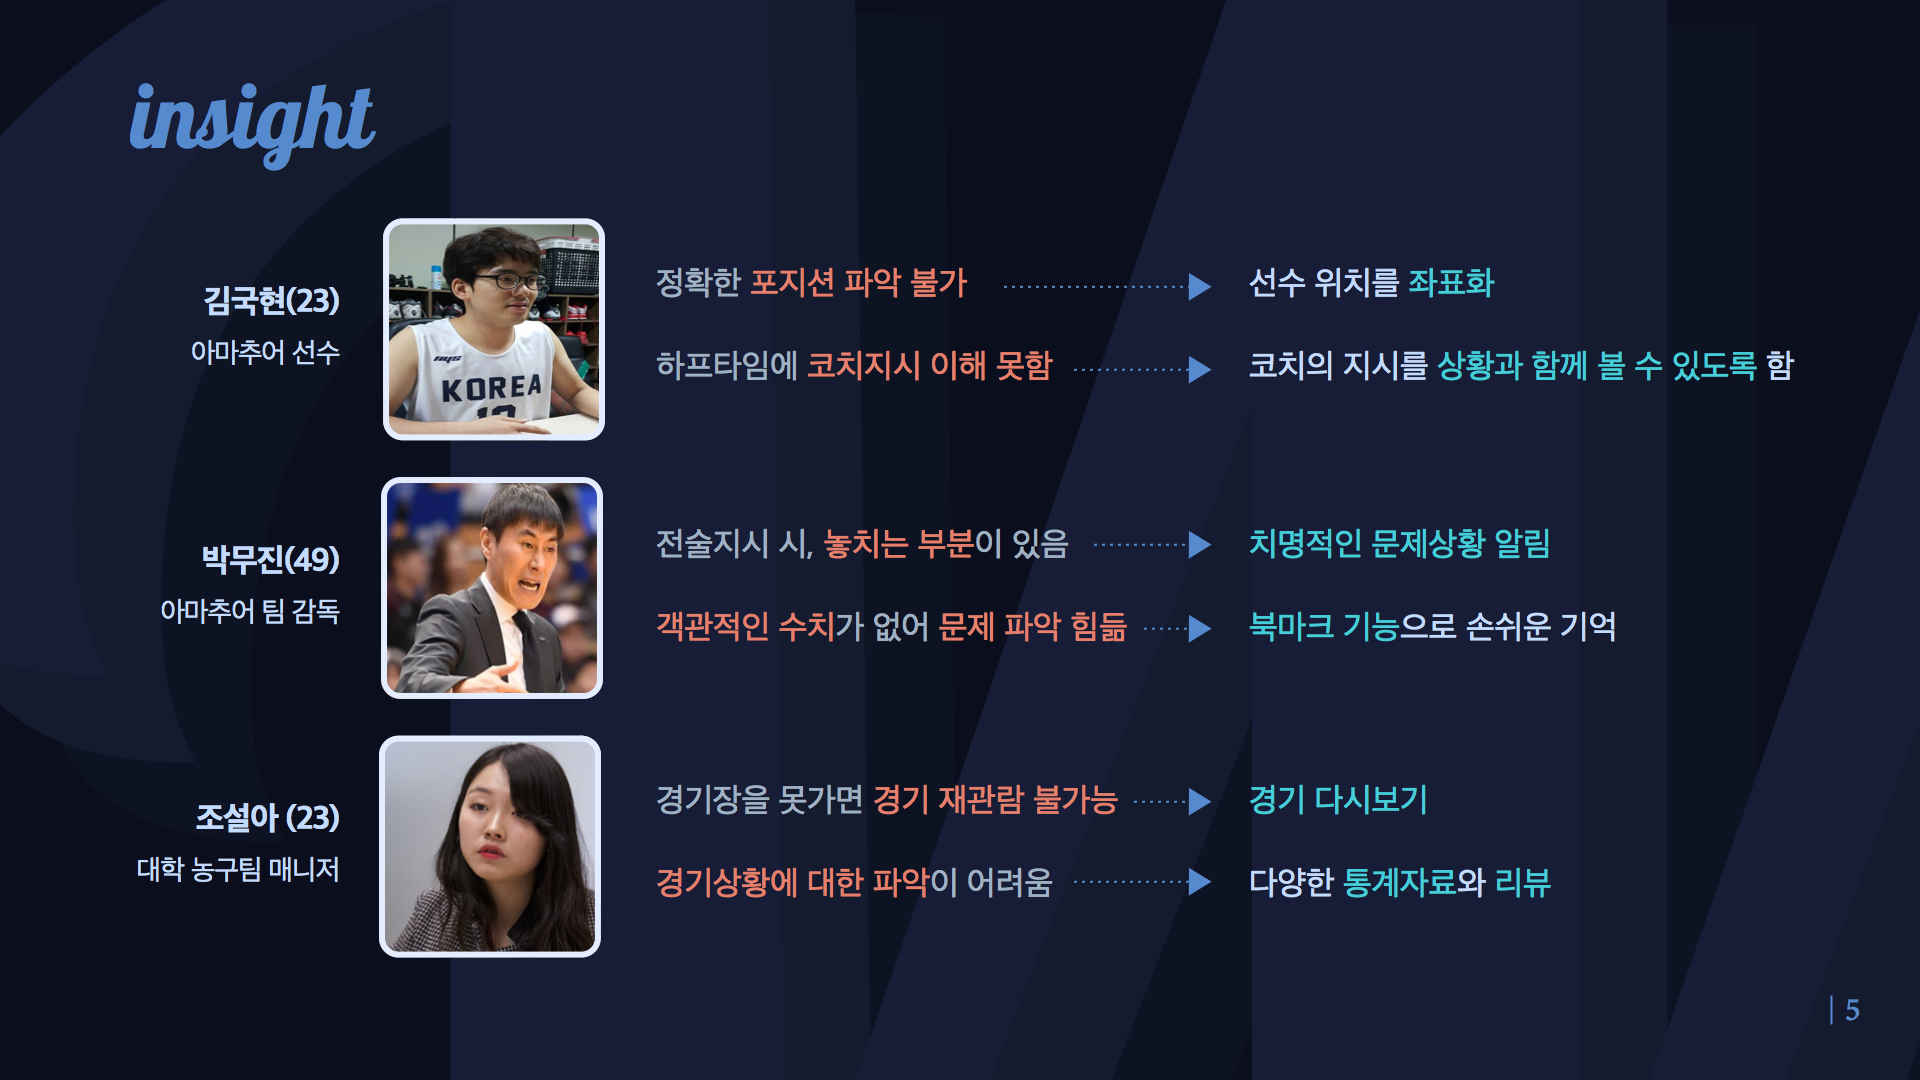 insight
김국현(23)
아마추어 선수
KOREA
정확한 포지션 파악 불가
선수 위치를 좌표화
하프타임에 코치지시 이해 못함
코치의 지시를 상황과 함께 볼 수 있도록 함
박무진(49)
아마추어 팀 감독
전술지시 시, 놓치는 부분이 있음
치명적인 문제상황 알림
객관적인 수치가 없어 문제 파악 힘듦
북마크 기능으로 손쉬운 기억
조설아 (23)
대학 농구팀 매니저
경기장을 못가면 경기 재관람 불가능
경기 다시보기
경기상황에 대한 파악이 어려움
다양한 통계자료와 리뷰
| 5